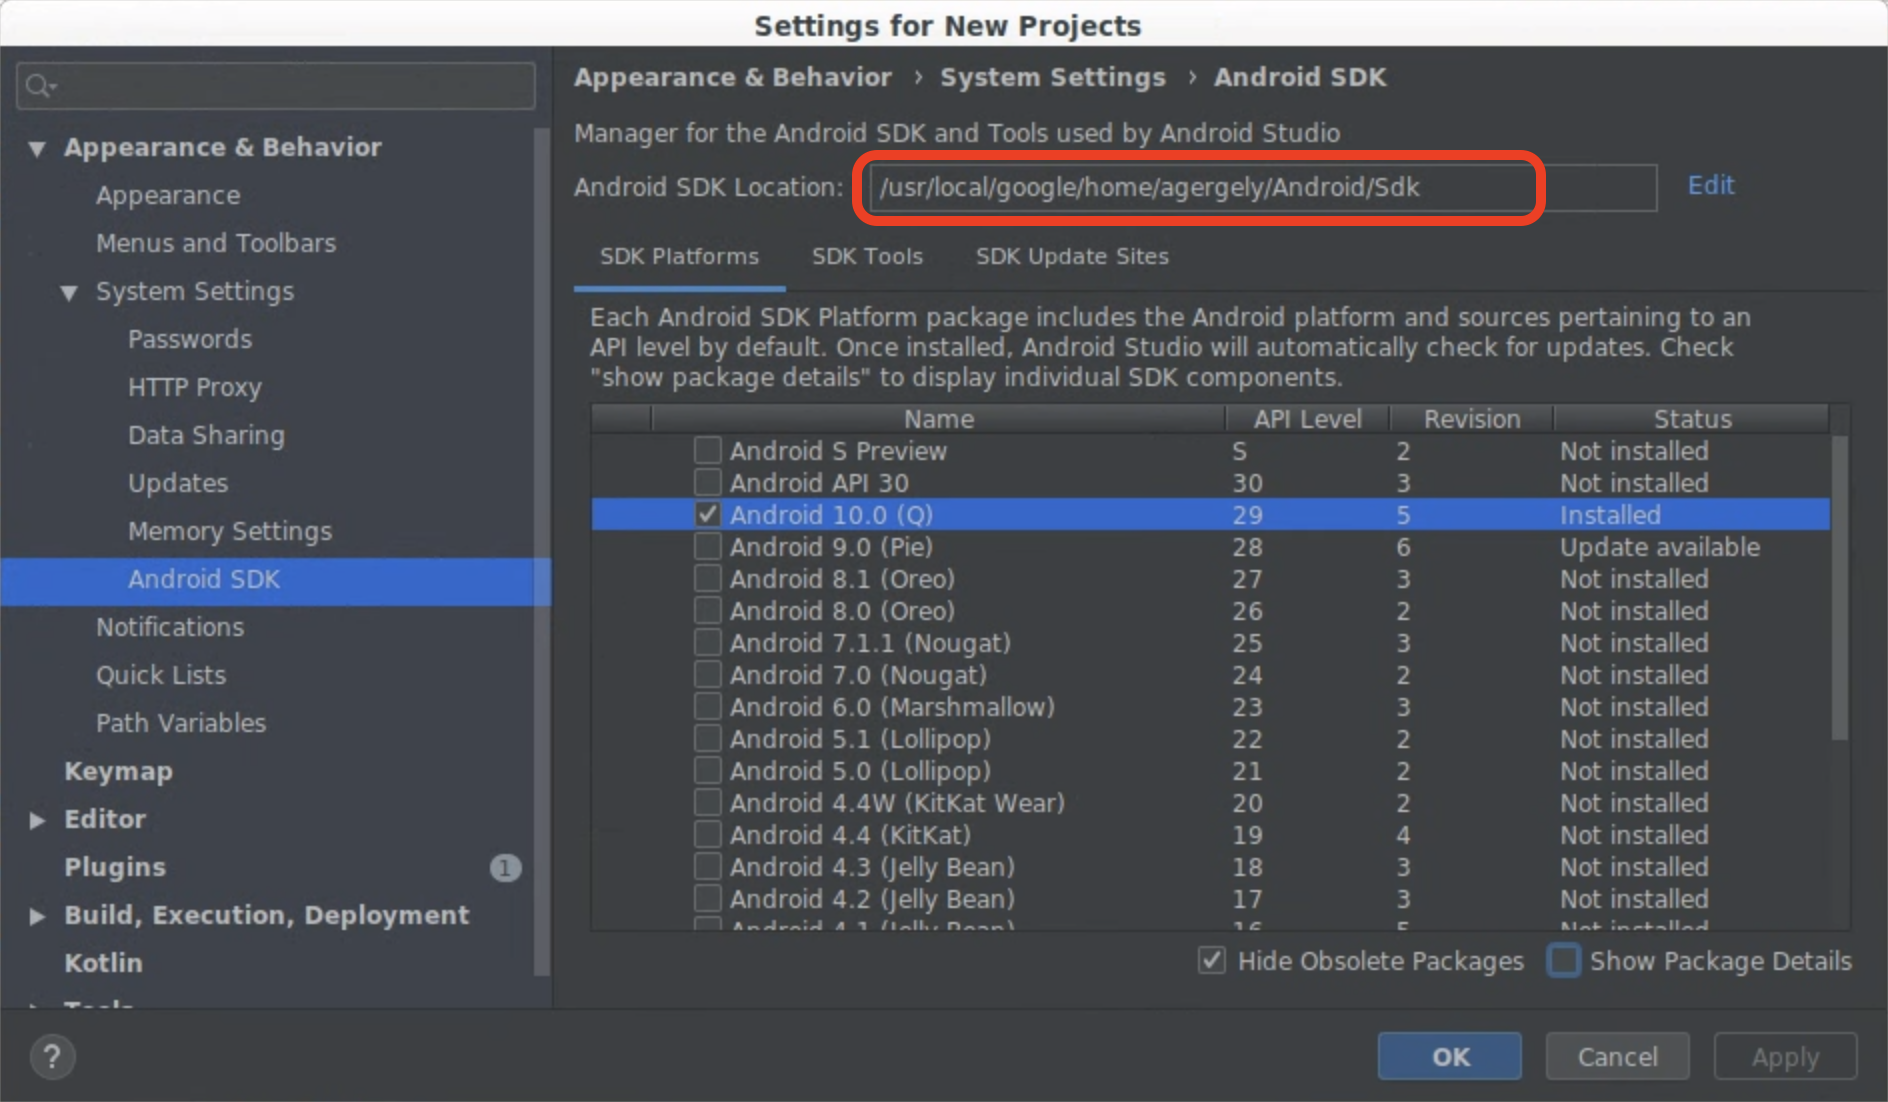 Settings for New Projects
Appearance & Behavior
Appearance
Menus and Toolbars
System Settings
Passwords
HTTP Proxy
Data Sharing
Updates
Memory Settings
Android SDK
Notifications
Quick Lists
Path Variables
Keymap
Editor
Plugins 1
Build, Execution, Deployment
Kotlin
Tools
Appearance & Behavior › System Settings › Android SDK
Manager for the Android SDK and Tools used by Android Studio
Android SDK Location: /usr/local/google/home/agergely/Android/Sdk Edit
SDK Platforms SDK Tools SDK Update Sites
Each Android SDK Platform package includes the Android platform and sources pertaining to an
API level by default. Once installed, Android Studio will automatically check for updates. Check
"show package details" to display individual SDK components.
Name API Level Revision Status
Android S Preview S 2 Not installed
Android API 30 30 3 Not installed
Android 10.0 (Q) 29 5 Installed
Android 9.0 (Pie) 28 6 Update available
Android 8.1 (Oreo) 27 3 Not installed
Android 8.0 (Oreo) 26 2 Not installed
Android 7.1.1 (Nougat) 25 3 Not installed
Android 7.0 (Nougat) 24 2 Not installed
Android 6.0 (Marshmallow) 23 3 Not installed
Android 5.1 (Lollipop) 22 2 Not installed
Android 5.0 (Lollipop) 21 2 Not installed
Android 4.4W (KitKat Wear) 20 2 Not installed
Android 4.4 (KitKat) 19 4 Not installed
Android 4.3 (Jelly Bean) 18 3 Not installed
Android 4.2 (Jelly Bean) 17 3 Not installed
Android 4.1 (Jelly Bean) 16 5 Not installed
Hide Obsolete Packages Show Package Details
? OK Cancel Apply